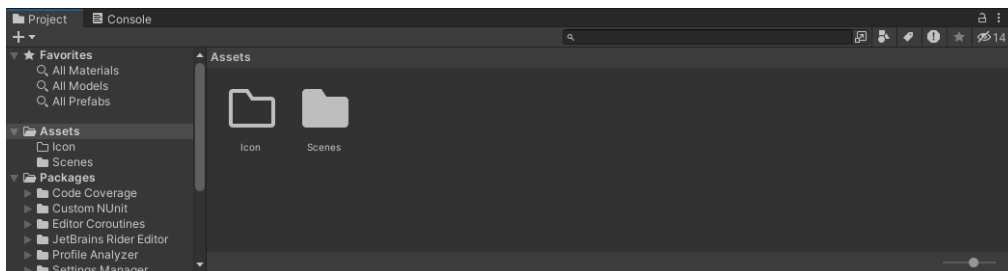 Project Console
14
Favorites
Assets
All Materials
All Models
All Prefabs
Assets
Icon
Scenes
Icon
Scenes
Packages
Code Coverage
Custom NUnit
Editor Coroutines
JetBrains Rider Editor
Profile Analyzer
Settings Manager